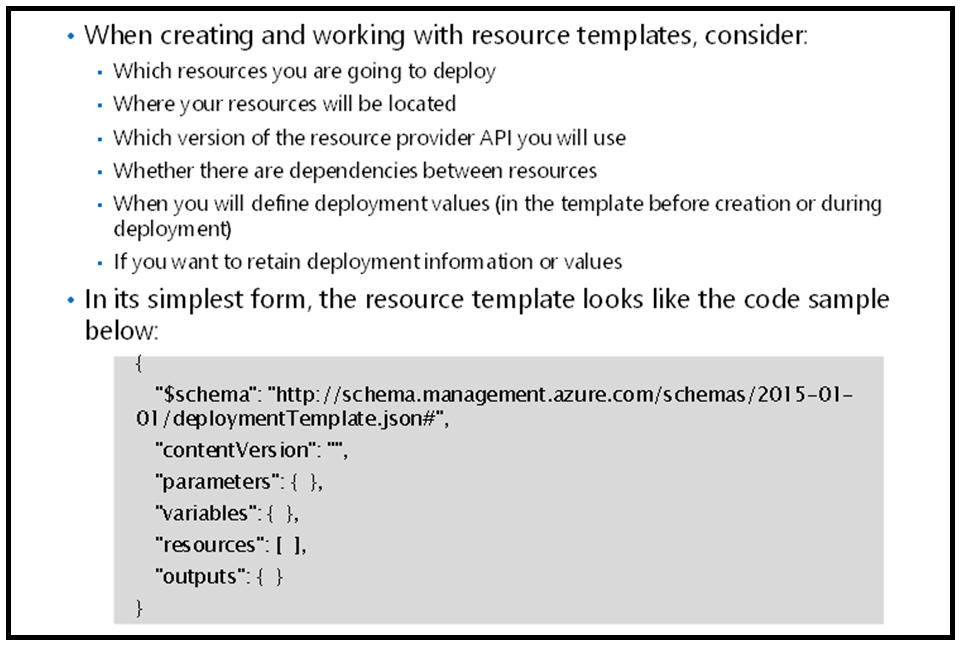 • When creating and working with resource templates, consider:
• Which resources you are going to deploy
• Where your resources will be located
• Which version of the resource provider API you will use
• Whether there are dependencies between resources
• When you will define deployment values (in the template before creation or during
deployment)
• If you want to retain deployment information or values
• In its simplest form, the resource template looks like the code sample
below:
{
"$schema": "http://schema.management.azure.com/schemas/2015-01-
01/deploymentTemplate.json#",
"contentVersion": "",
"parameters": { },
"variables": { },
"resources": [ ],
"outputs": { }
}